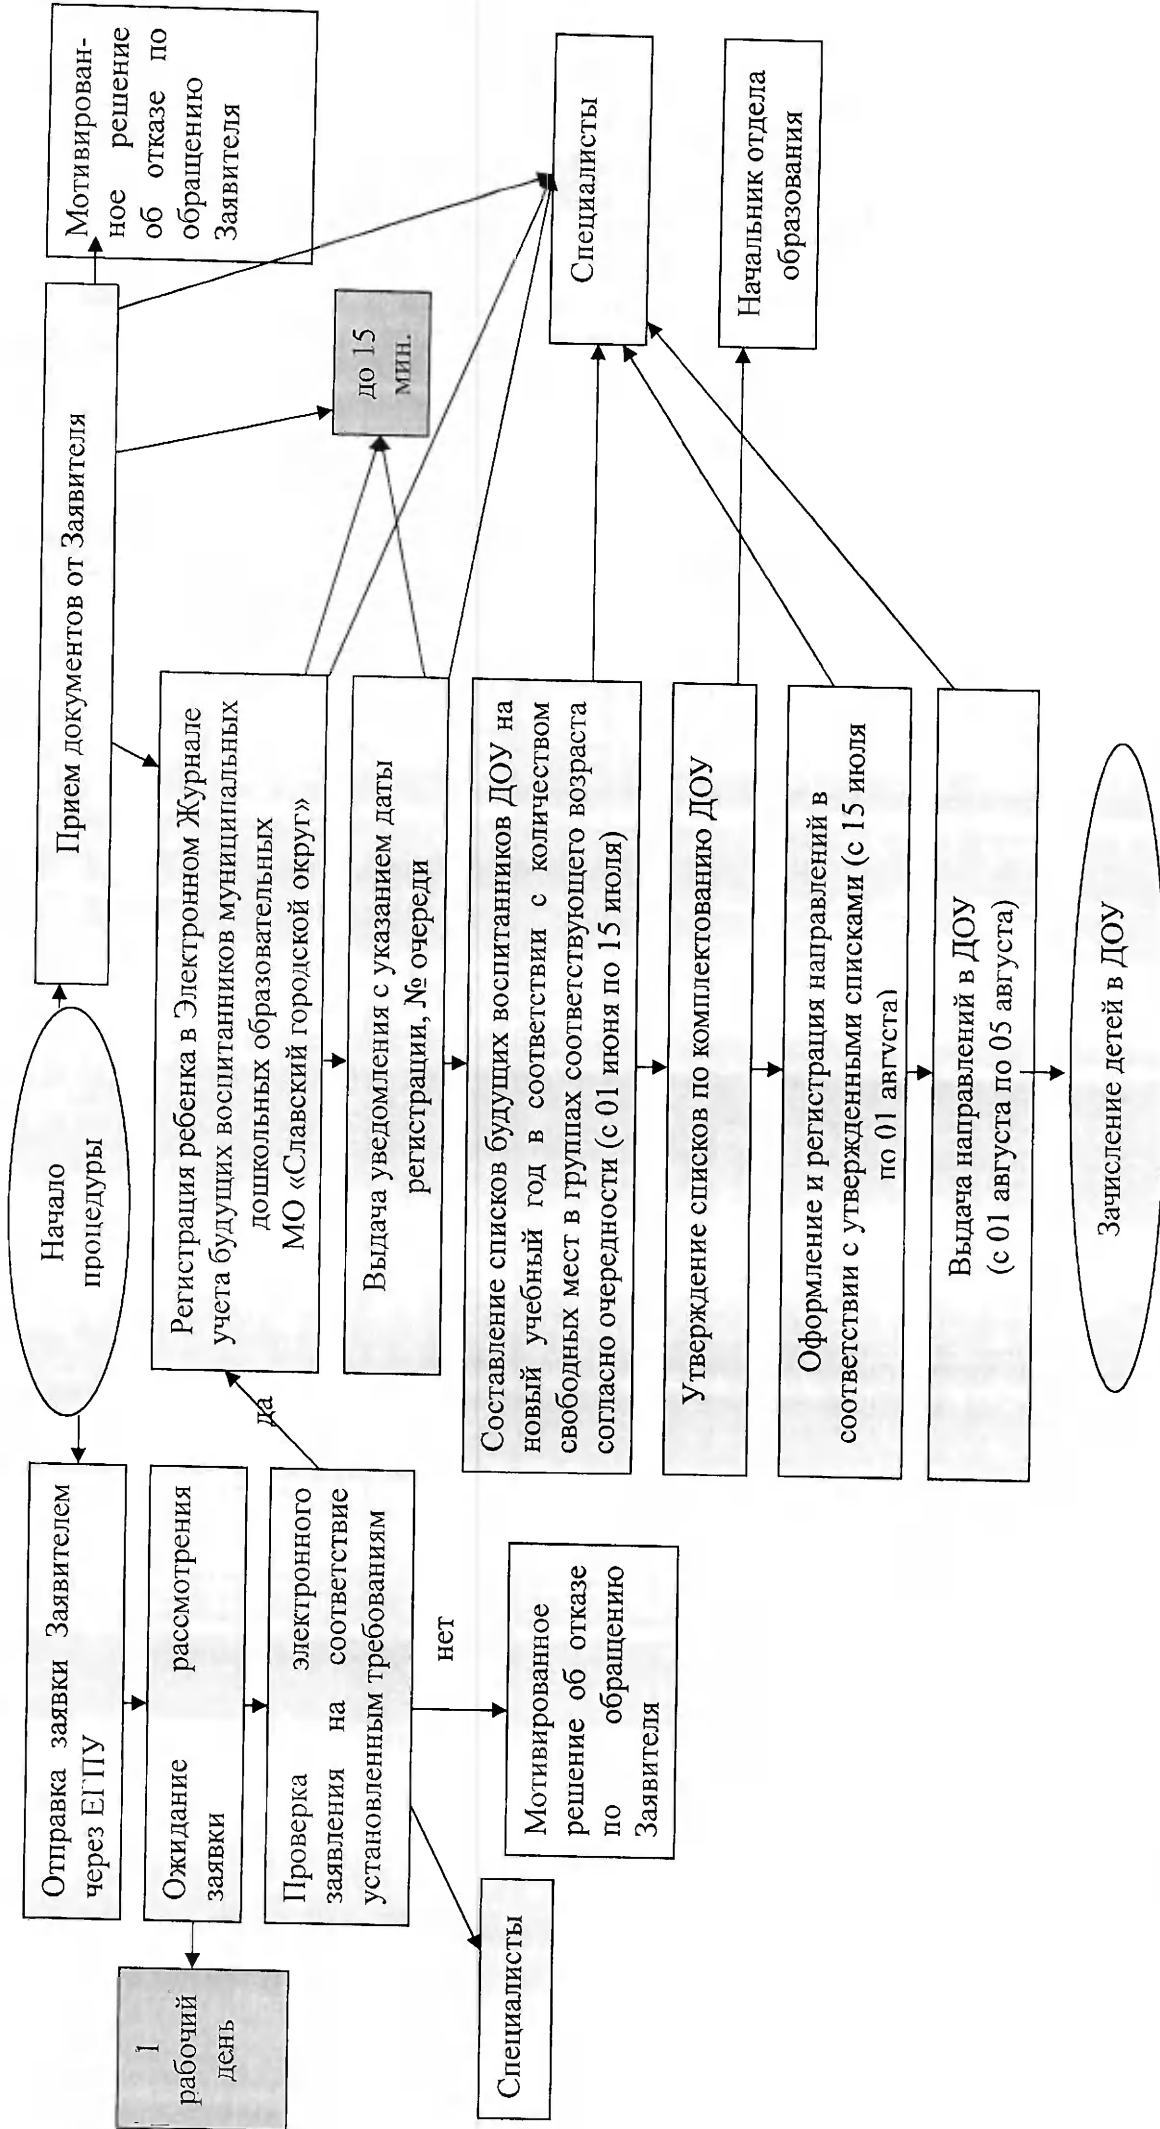 Начало
процедуры
Отправка заявки Заявителем
через ЕГПУ
Ожидание рассмотрения
заявки
1
рабочий
день
Проверка электронного
заявления на соответствие
установленным требованиям
да
нет
Специалисты
Мотивированное
решение об отказе
по обращению
Заявителя
Прием документов от Заявителя
Мотивирован-
ное решение
об отказе по
обращению
Заявителя
до 15
мин.
Регистрация ребенка в Электронном Журнале
учета будущих воспитанников муниципальных
дошкольных образовательных
МО «Славский городской округ»
Выдача уведомления с указанием даты
регистрации, № очереди
Составление списков будущих воспитанников ДОУ на
новый учебный год в соответствии с количеством
свободных мест в группах соответствующего возраста
согласно очередности (с 01 июня по 15 июля)
Специалисты
Утверждение списков по комплектованию ДОУ
Начальник отдела
образования
Оформление и регистрация направлений в
соответствии с утвержденными списками (с 15 июля
по 01 августа)
Выдача направлений в ДОУ
(с 01 августа по 05 августа)
Зачисление детей в ДОУ